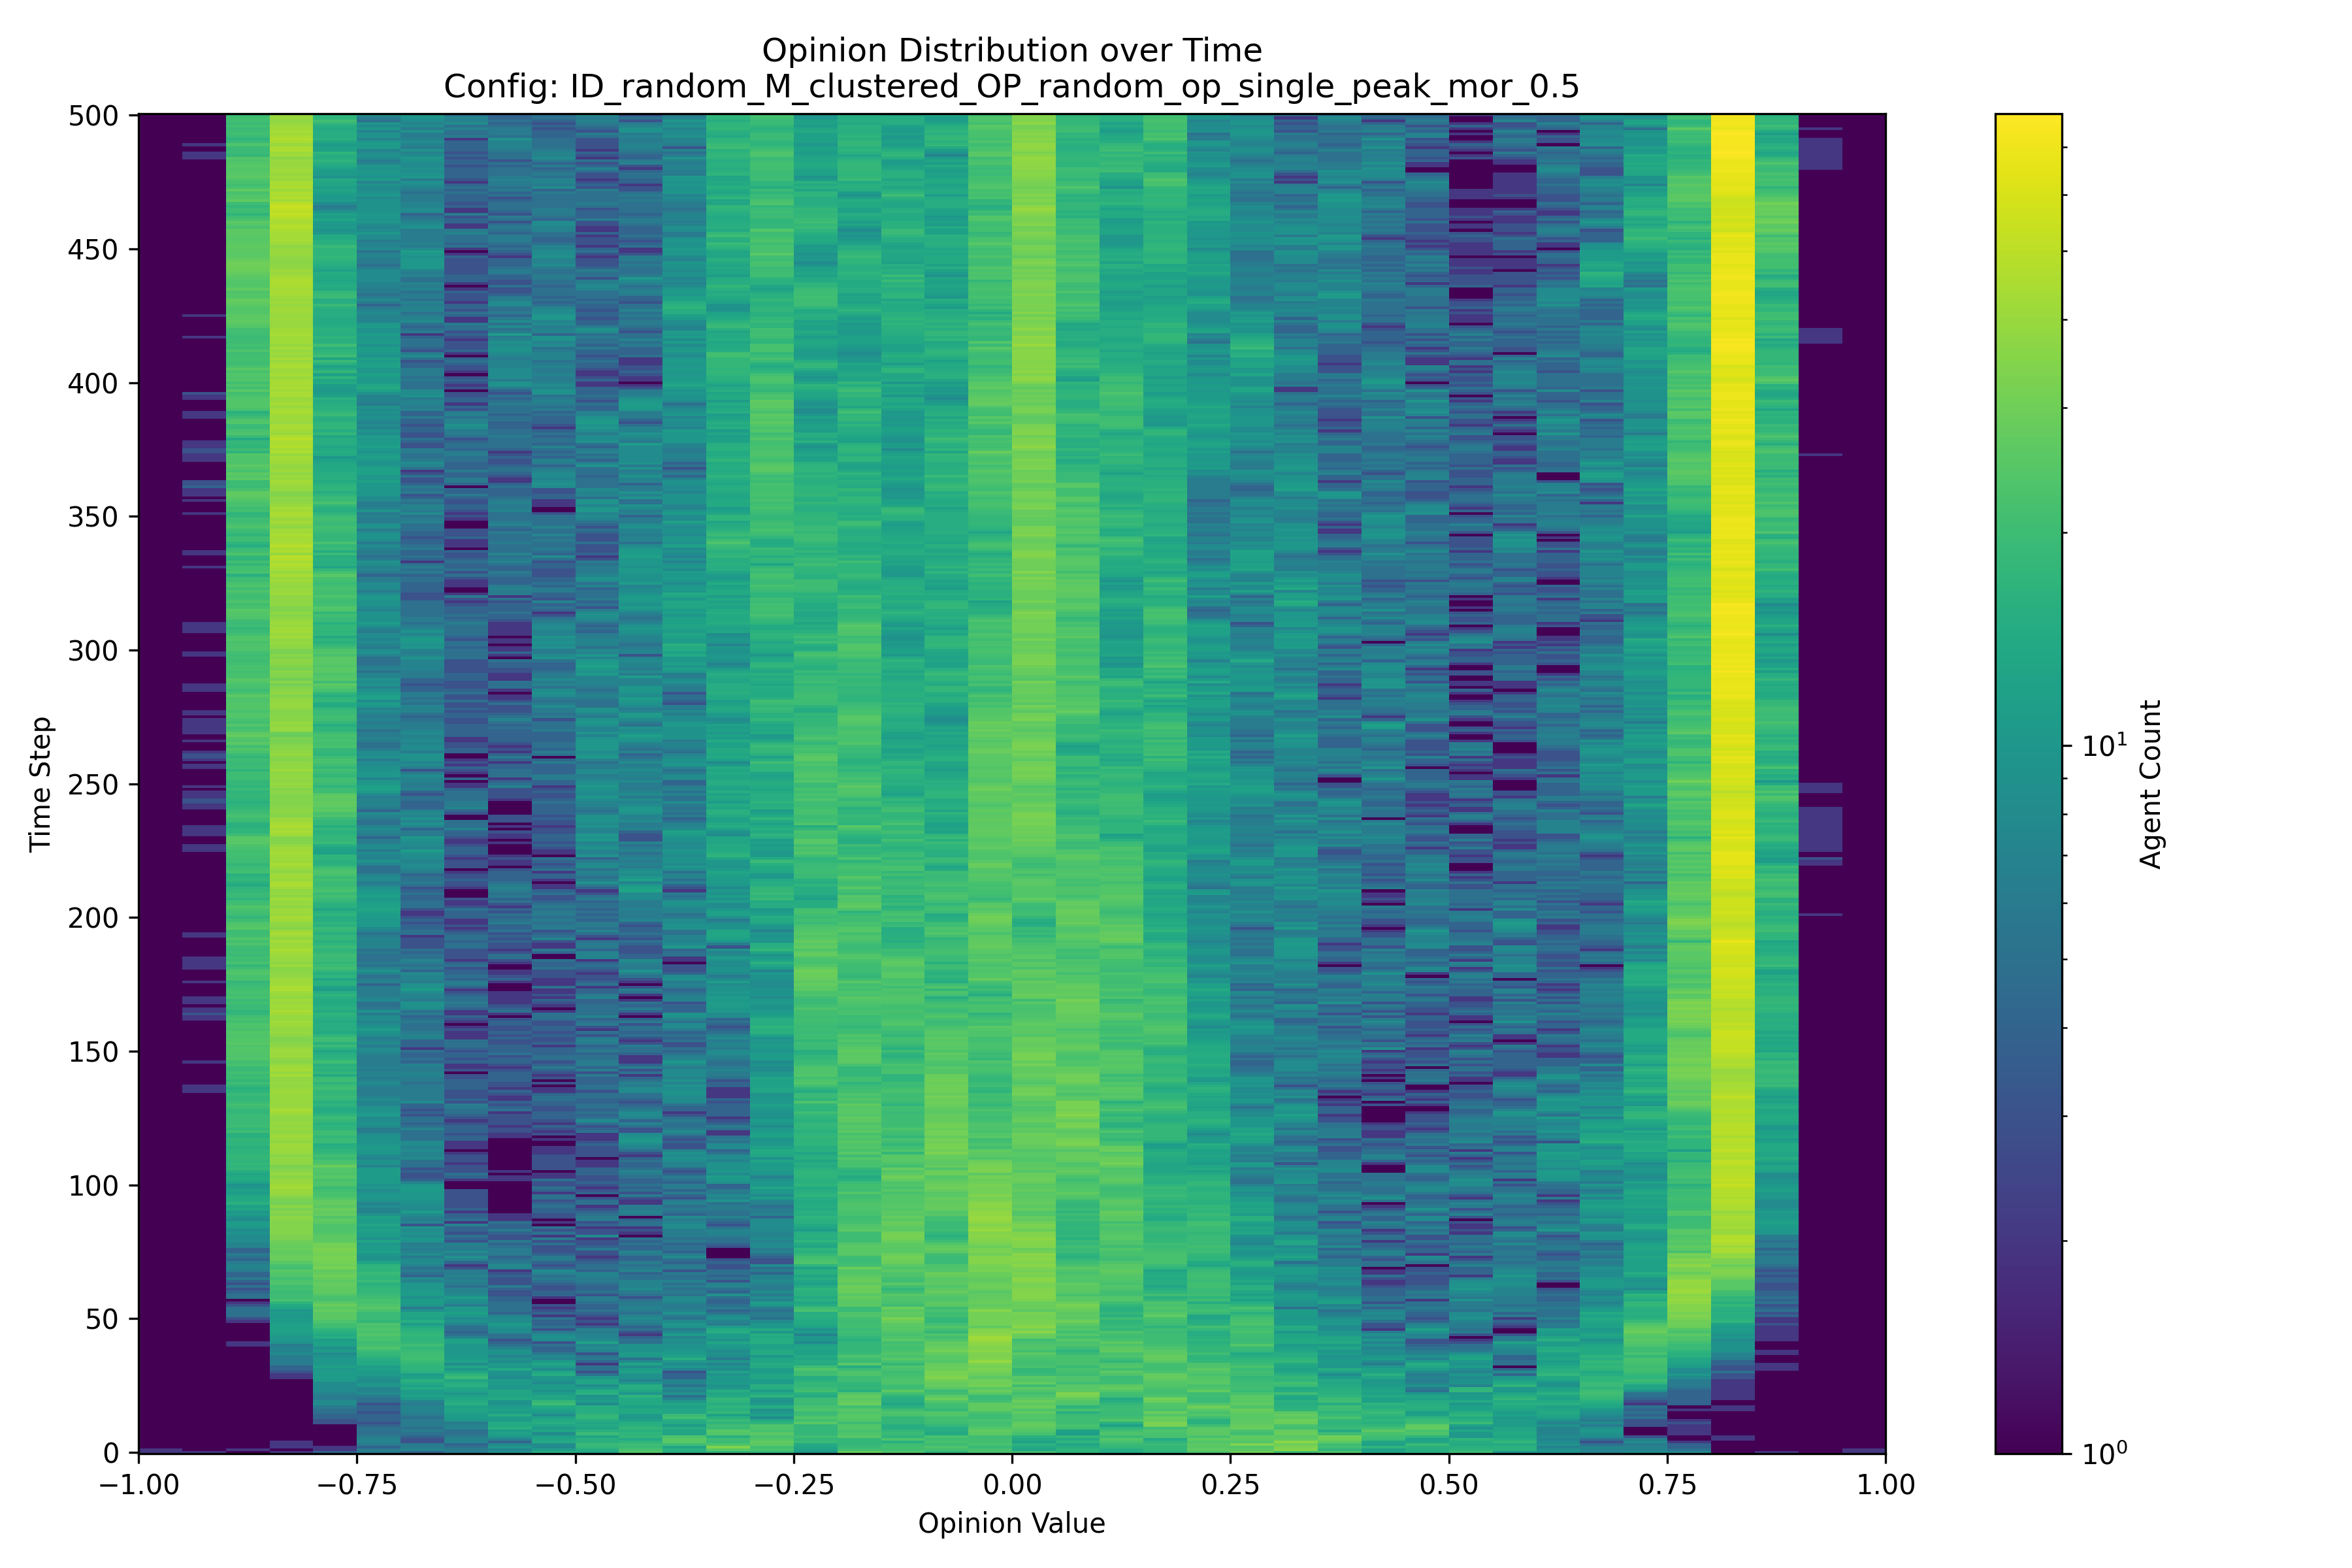 Opinion Distribution over Time
Config: ID_random_M_clustered_OP_random_op_single_peak_mor_0.5
500
450
400
350
300
250
200
150
100
50
0
Time Step
−1.00 −0.75 −0.50 −0.25 0.00 0.25 0.50 0.75 1.00
Opinion Value
10¹
10⁰
Agent Count